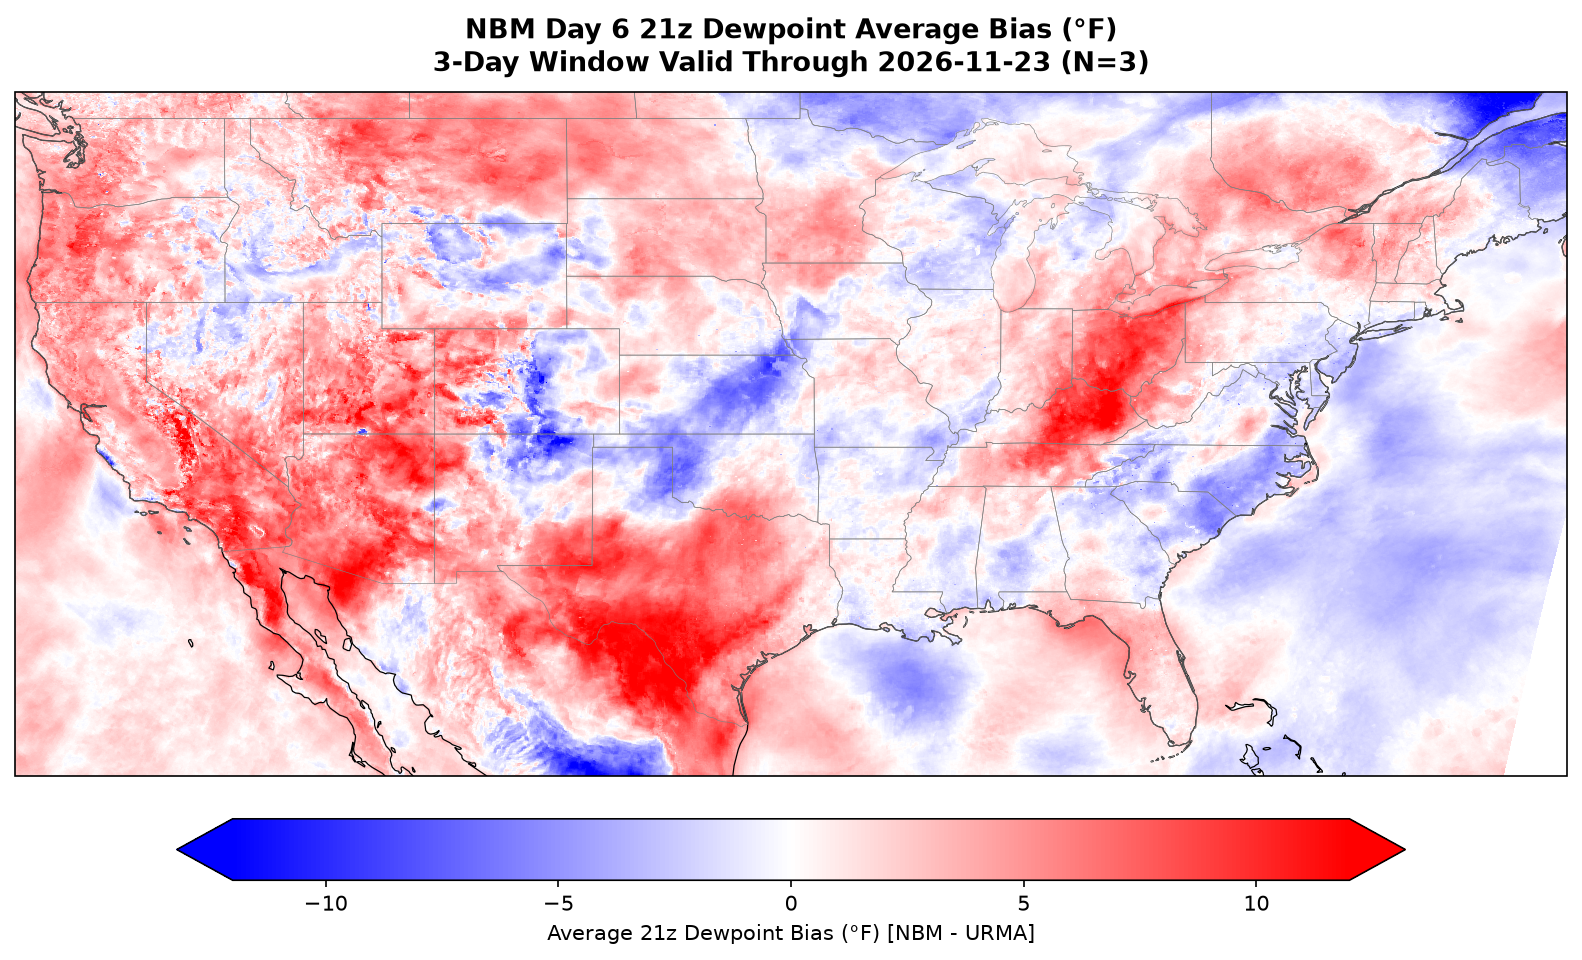 NBM Day 6 21z Dewpoint Average Bias (°F)
3-Day Window Valid Through 2026-11-23 (N=3)
−10 −5 0 5 10
Average 21z Dewpoint Bias (°F) [NBM - URMA]